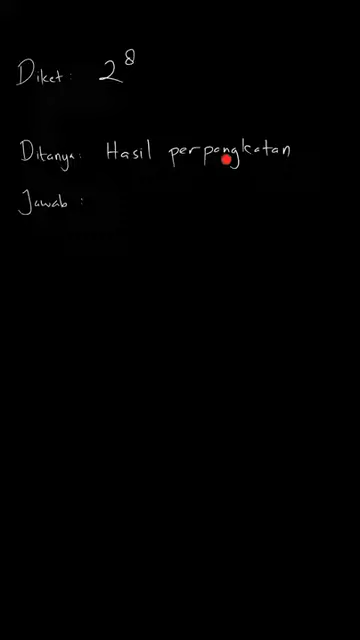 Diket : 2⁸
Ditanya : Hasil perpangkatan
Jawab :